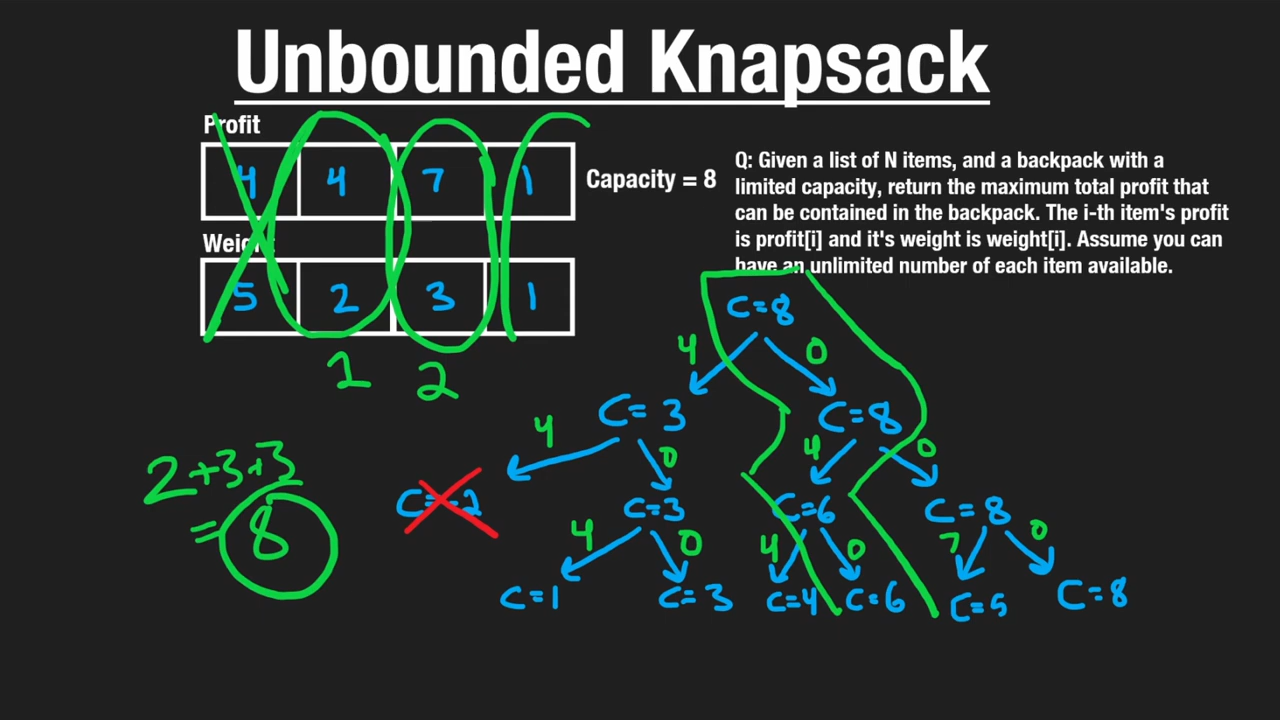 Unbounded Knapsack
Profit
4 4 7 1
Capacity = 8
Weight
5 2 3 1
Q: Given a list of N items, and a backpack with a
limited capacity, return the maximum total profit that
can be contained in the backpack. The i-th item's profit
is profit[i] and it's weight is weight[i]. Assume you can
have an unlimited number of each item available.
1 2
2+3+3
= 8
C=8
4 0
C=3 C=8
4 0 4 0
C=-2 C=3 C=6 C=8
4 0 4 0 7 0
C=1 C=3 C=4 C=6 C=5 C=8